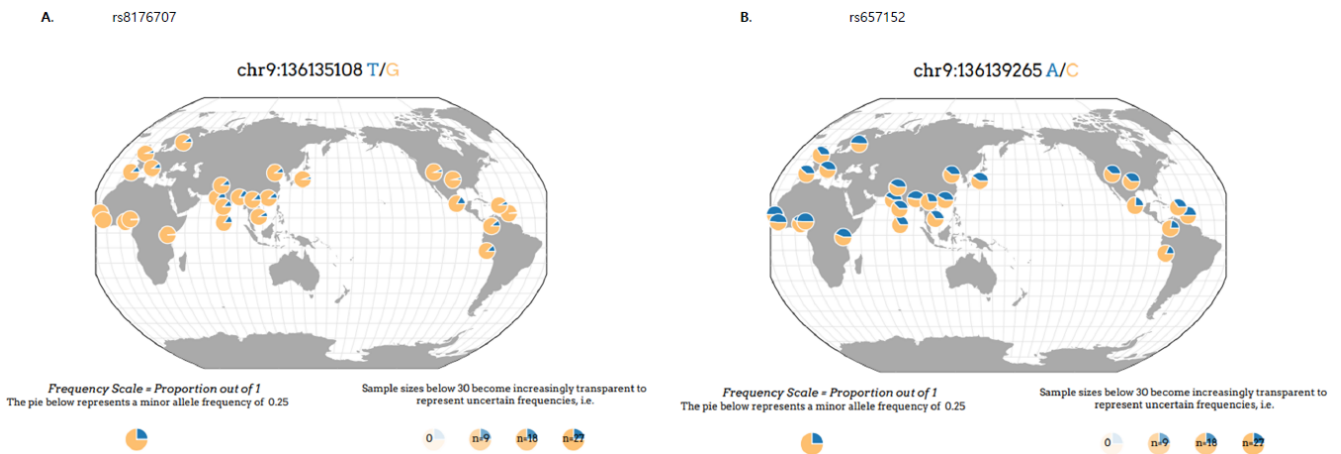 A. rs8176707
chr9:136135108 T/G
Frequency Scale = Proportion out of 1
The pie below represents a minor allele frequency of 0.25
Sample sizes below 30 become increasingly transparent to
represent uncertain frequencies, i.e.
0 n=9 n=18 n=27
B. rs657152
chr9:136139265 A/C
Frequency Scale = Proportion out of 1
The pie below represents a minor allele frequency of 0.25
Sample sizes below 30 become increasingly transparent to
represent uncertain frequencies, i.e.
0 n=9 n=18 n=27